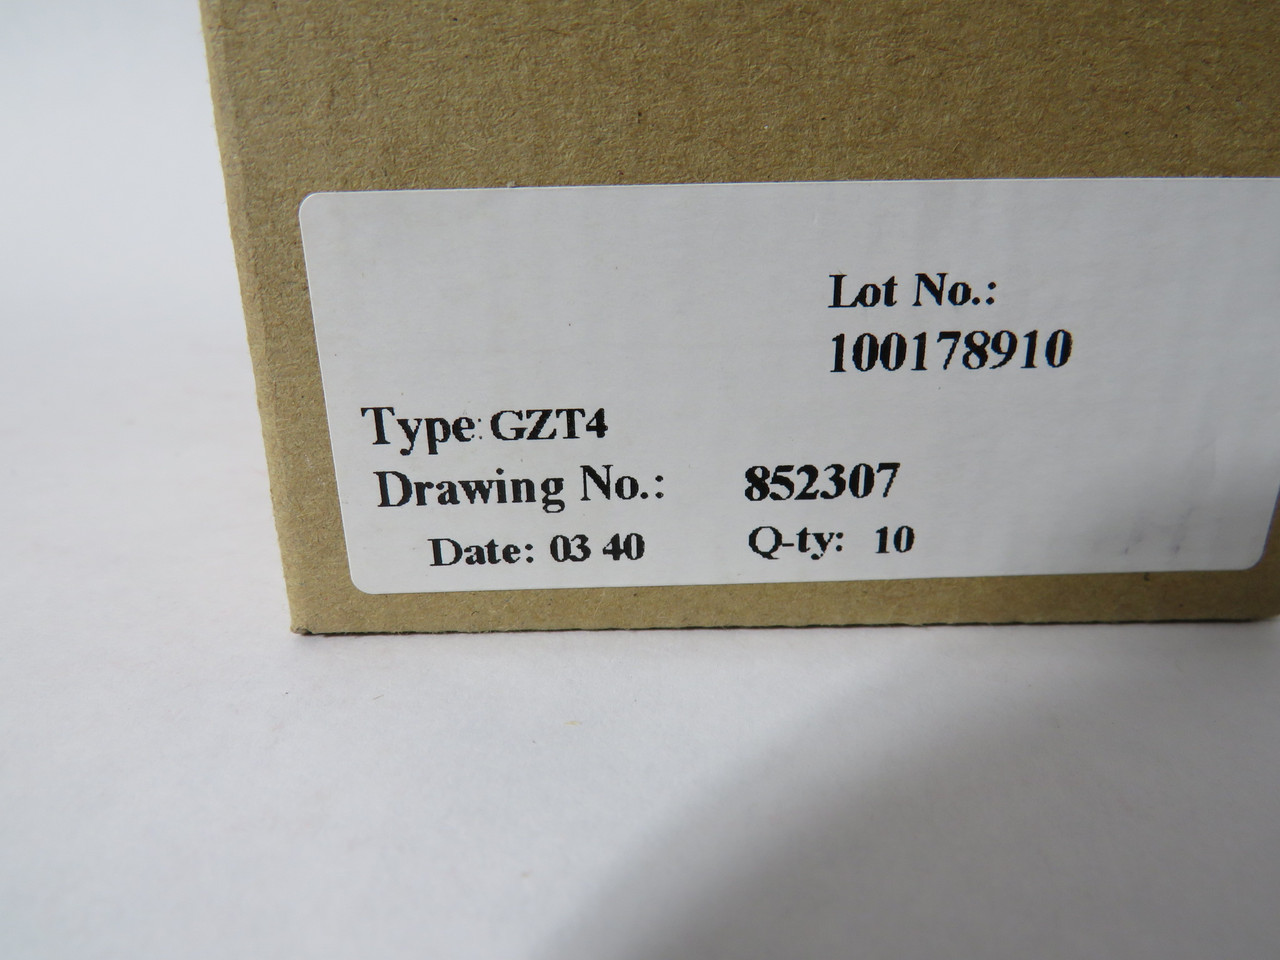 Lot No.:
100178910
Type: GZT4
Drawing No.: 852307
Date: 03 40 Q-ty: 10